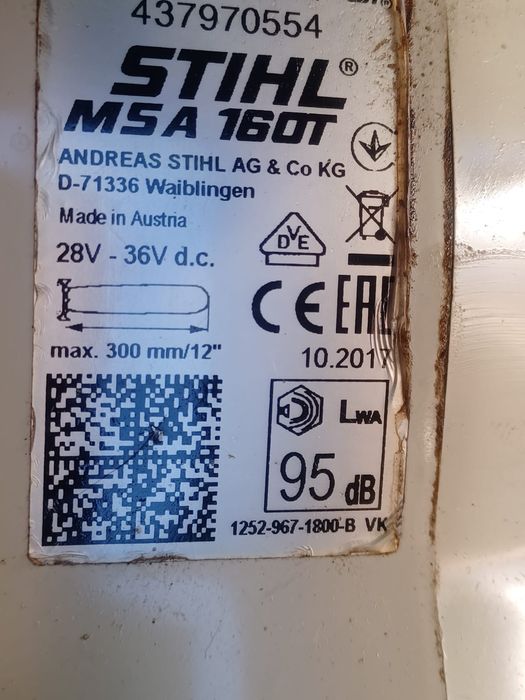 437970554
STIHL®
MSA 160T
ANDREAS STIHL AG & Co KG
D-71336 Waiblingen
Made in Austria
28V - 36V d.c.
DVE
CE EAC
max. 300 mm/12"
10.2017
LWA
95 dB
1252-967-1800-B VK